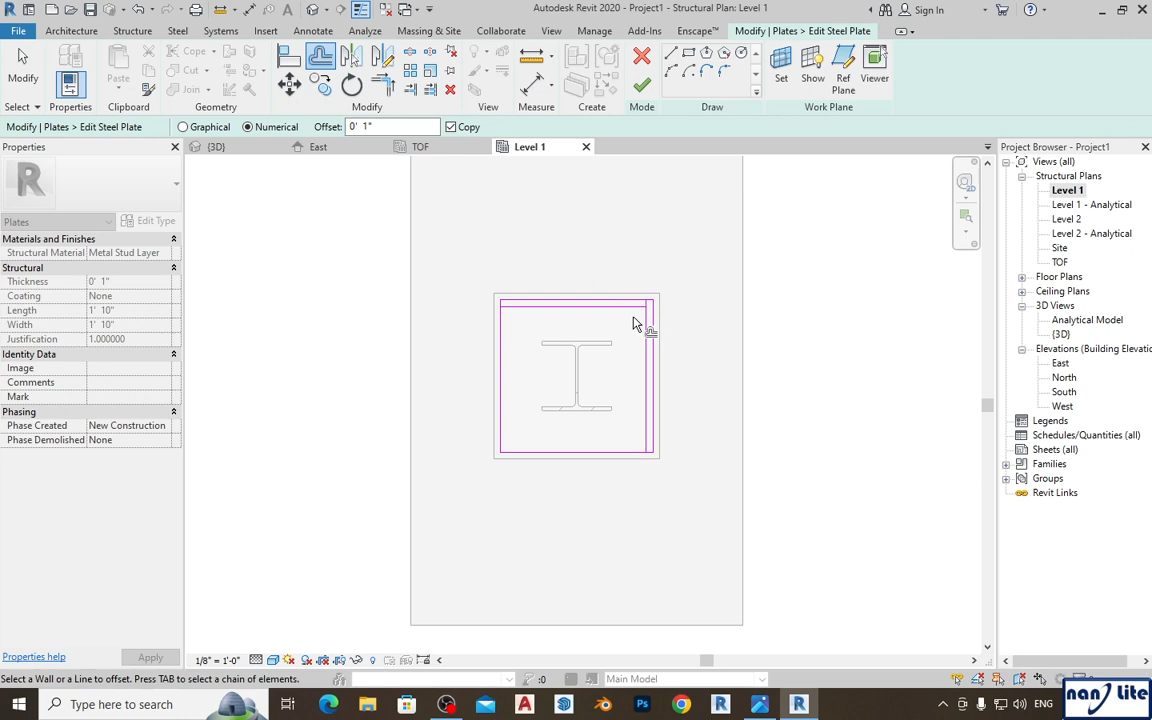 Autodesk Revit 2020 - Project1 - Structural Plan: Level 1
Sign In
File
Architecture
Structure
Steel
Systems
Insert
Annotate
Analyze
Massing & Site
Collaborate
View
Manage
Add-Ins
Enscape™
Modify | Plates > Edit Steel Plate
Modify
Paste
Cope
Cut
Join
Set
Show
Ref
Plane
Viewer
Select
Properties
Clipboard
Geometry
Modify
View
Measure
Create
Mode
Draw
Work Plane
Modify | Plates > Edit Steel Plate
Graphical
Numerical
Offset:
0' 1"
Copy
Properties
{3D}
East
TOF
Level 1
Project Browser - Project1
R
Plates
Edit Type
Materials and Finishes
Structural Material
Metal Stud Layer
Structural
Thickness
0' 1"
Coating
None
Length
1' 10"
Width
1' 10"
Justification
1.000000
Identity Data
Image
Comments
Mark
Phasing
Phase Created
New Construction
Phase Demolished
None
Properties help
Apply
Views (all)
Structural Plans
Level 1
Level 1 - Analytical
Level 2
Level 2 - Analytical
Site
TOF
Floor Plans
Ceiling Plans
3D Views
Analytical Model
{3D}
Elevations (Building Elevatio
East
North
South
West
Legends
Schedules/Quantities (all)
Sheets (all)
Families
Groups
Revit Links
1/8" = 1'-0"
Select a Wall or a Line to offset. Press TAB to select a chain of elements.
:0
Main Model
Type here to search
ENG
nanolite